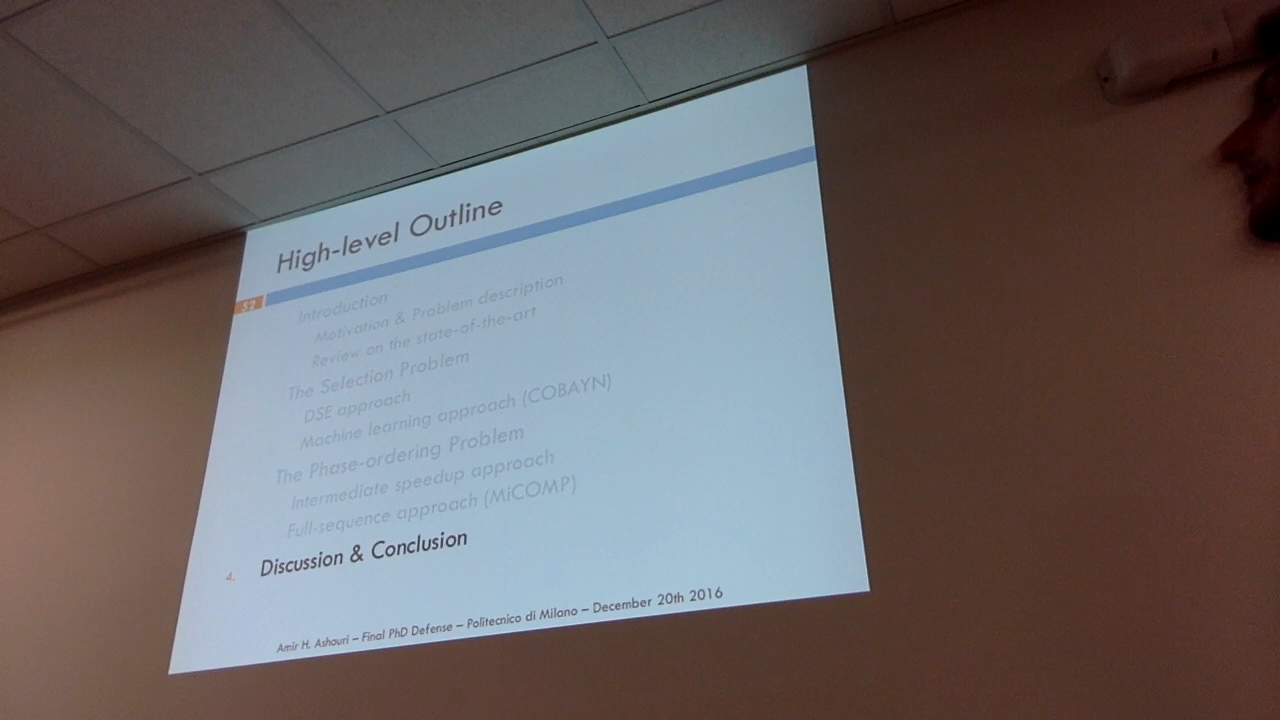 High-level Outline
52
Introduction
Motivation & Problem description
Review on the state-of-the-art
The Selection Problem
DSE approach
Machine learning approach (COBAYN)
The Phase-ordering Problem
Intermediate speedup approach
Full-sequence approach (MiCOMP)
4. Discussion & Conclusion
Amir H. Ashouri – Final PhD Defense – Politecnico di Milano – December 20th 2016